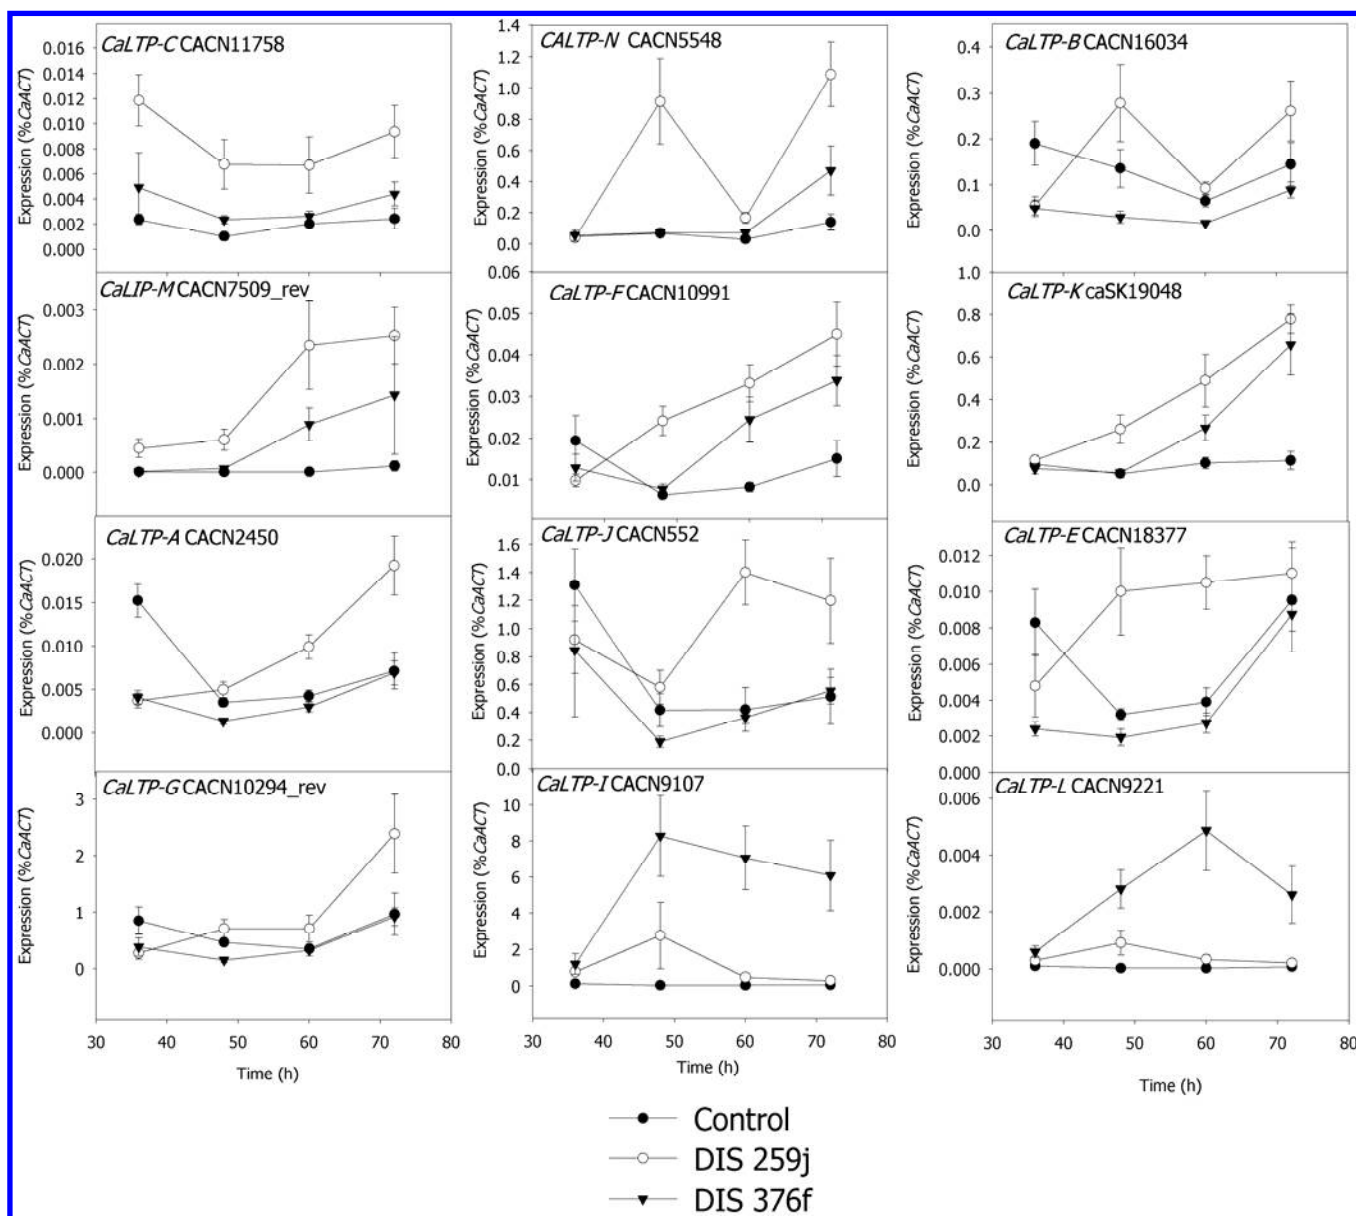 CaLTP-C CACN11758
0.016
0.014
0.012
0.010
0.008
0.006
0.004
0.002
0.000
Expression (%CaACT)
CALTP-N CACN5548
1.4
1.2
1.0
0.8
0.6
0.4
0.2
0.0
Expression (%CaACT)
CaLTP-B CACN16034
0.4
0.3
0.2
0.1
0.0
Expression (%CaACT)
CaLIP-M CACN7509_rev
0.003
0.002
0.001
0.000
Expression (%CaACT)
CaLTP-F CACN10991
0.06
0.05
0.04
0.03
0.02
0.01
Expression (%CaACT)
CaLTP-K caSK19048
1.0
0.8
0.6
0.4
0.2
0.0
Expression (%CaACT)
CaLTP-A CACN2450
0.020
0.015
0.010
0.005
0.000
Expression (%CaACT)
CaLTP-J CACN552
1.6
1.4
1.2
1.0
0.8
0.6
0.4
0.2
0.0
Expression (%CaACT)
CaLTP-E CACN18377
0.012
0.010
0.008
0.006
0.004
0.002
0.000
Expression (%CaACT)
CaLTP-G CACN10294_rev
3
2
1
0
Expression (%CaACT)
30 40 50 60 70 80
Time (h)
CaLTP-I CACN9107
10
8
6
4
2
0
Expression (%CaACT)
30 40 50 60 70 80
Time (h)
CaLTP-L CACN9221
0.006
0.004
0.002
0.000
Expression (%CaACT)
30 40 50 60 70 80
Time (h)
Control
DIS 259j
DIS 376f